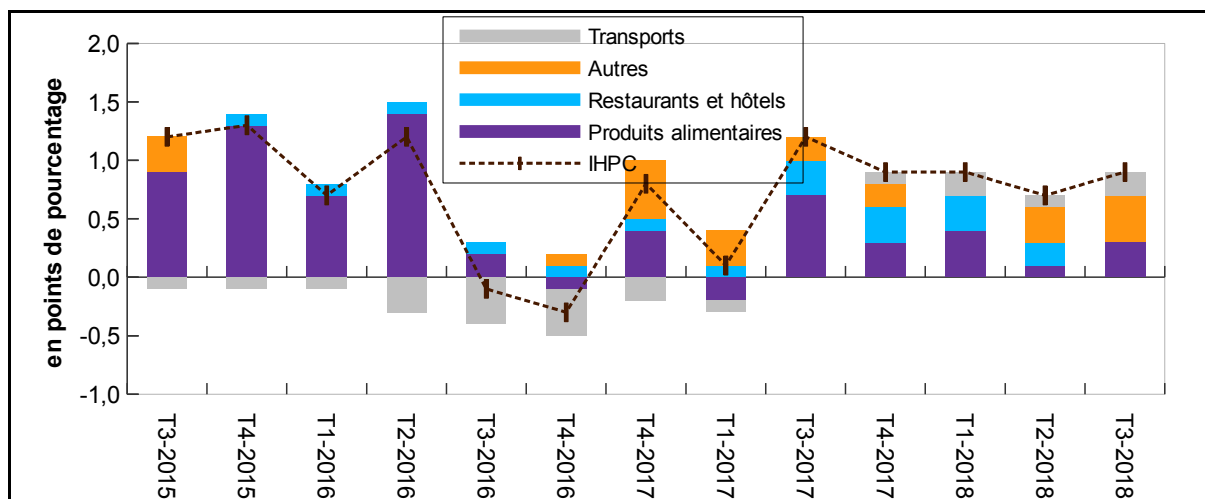 Transports
Autres
Restaurants et hôtels
Produits alimentaires
IHPC
en points de pourcentage
2,0
1,5
1,0
0,5
0,0
-0,5
-1,0
T3-2015
T4-2015
T1-2016
T2-2016
T3-2016
T4-2016
T4-2017
T1-2017
T3-2017
T4-2017
T1-2018
T2-2018
T3-2018